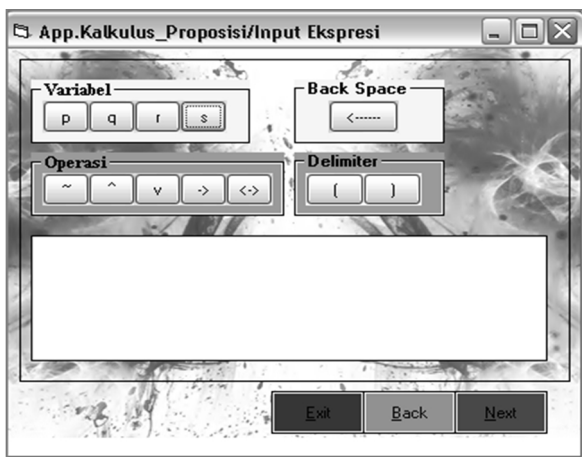 App.Kalkulus_Proposisi/Input Ekspresi
Variabel
p q r s
Back Space
<------
Operasi
~ ^ v -> <->
Delimiter
( )
Exit Back Next